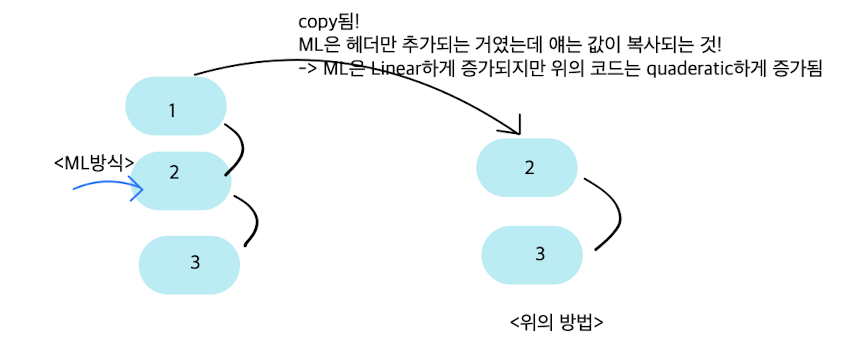 copy됨!
ML은 헤더만 추가되는 거였는데 얘는 값이 복사되는 것!
-> ML은 Linear하게 증가되지만 위의 코드는 quaderatic하게 증가됨
1
<ML방식>
2
2
3
3
<위의 방법>